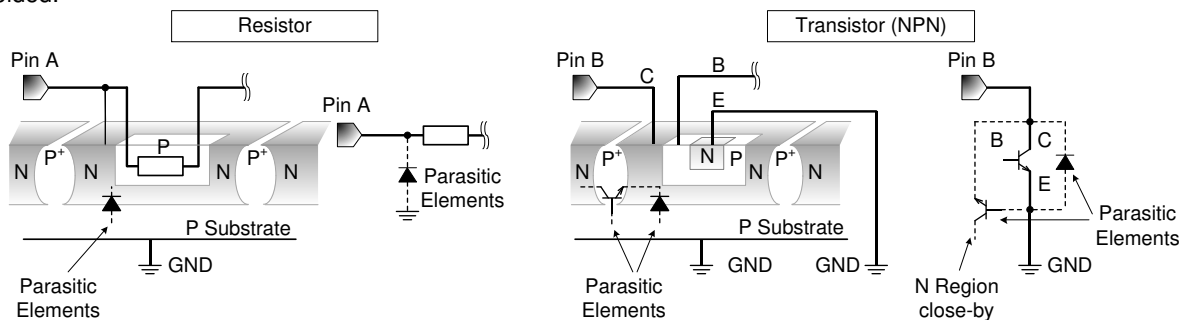 Resistor
Pin A
N
P+
N
P
N
P+
N
Parasitic
Elements
P Substrate
GND
Pin A
Parasitic
Elements
Transistor (NPN)
Pin B
C
B
E
N
P+
N
N
P
N
P+
N
P Substrate
GND
GND
Parasitic
Elements
Pin B
B
C
E
Parasitic
Elements
GND
N Region
close-by